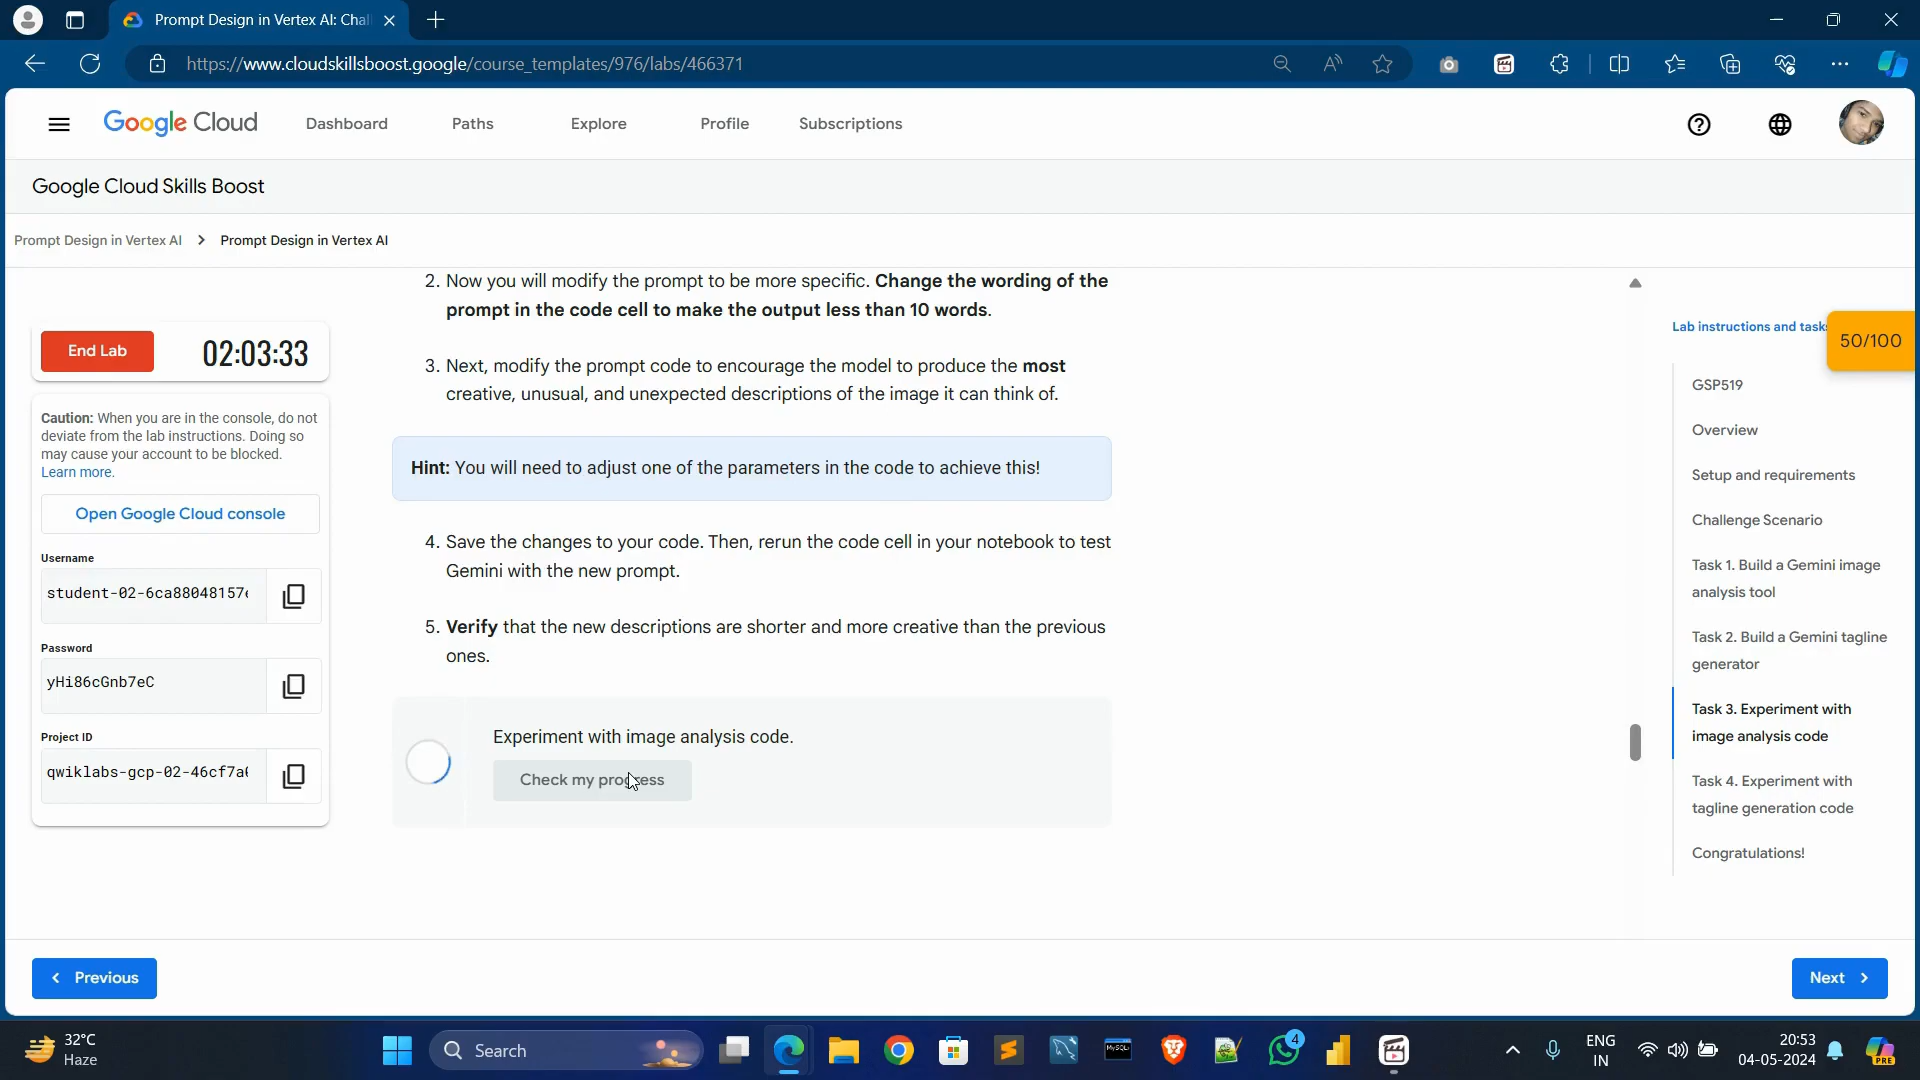 Prompt Design in Vertex AI: Chal
https://www.cloudskillsboost.google/course_templates/976/labs/466371
Google Cloud
Dashboard
Paths
Explore
Profile
Subscriptions
Google Cloud Skills Boost
Prompt Design in Vertex AI > Prompt Design in Vertex AI
End Lab
02:03:33
Caution: When you are in the console, do not
deviate from the lab instructions. Doing so
may cause your account to be blocked.
Learn more.
Open Google Cloud console
Username
student-02-6ca88048157
Password
yHi86cGnb7eC
Project ID
qwiklabs-gcp-02-46cf7a
2. Now you will modify the prompt to be more specific. Change the wording of the
prompt in the code cell to make the output less than 10 words.
3. Next, modify the prompt code to encourage the model to produce the most
creative, unusual, and unexpected descriptions of the image it can think of.
Hint: You will need to adjust one of the parameters in the code to achieve this!
4. Save the changes to your code. Then, rerun the code cell in your notebook to test
Gemini with the new prompt.
5. Verify that the new descriptions are shorter and more creative than the previous
ones.
Experiment with image analysis code.
Check my progress
Lab instructions and tasks
50/100
GSP519
Overview
Setup and requirements
Challenge Scenario
Task 1. Build a Gemini image
analysis tool
Task 2. Build a Gemini tagline
generator
Task 3. Experiment with
image analysis code
Task 4. Experiment with
tagline generation code
Congratulations!
Previous
Next
32°C
Haze
Search
MySQL
4
ENG
IN
20:53
04-05-2024
PRE